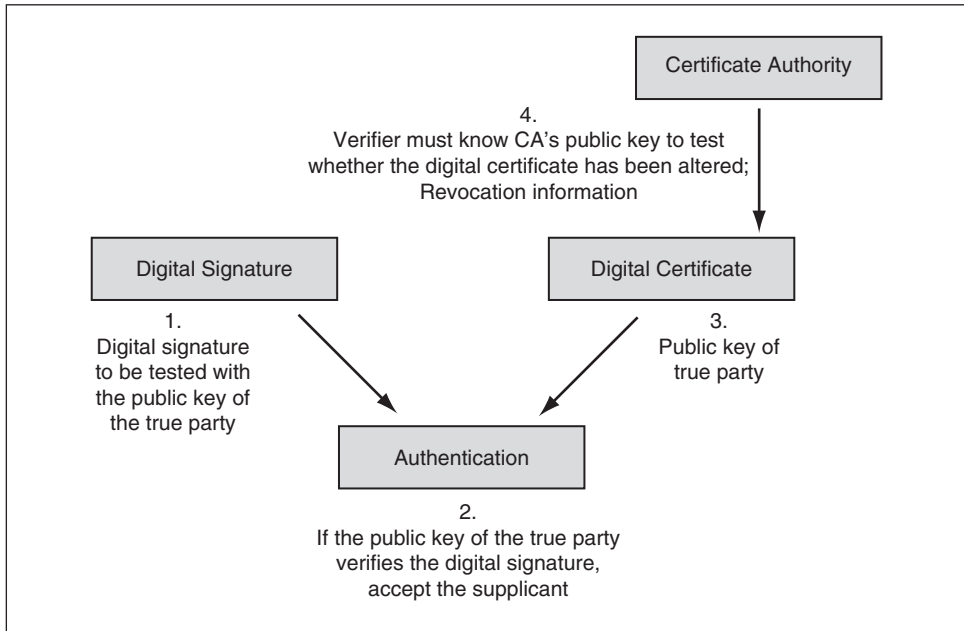 Certificate Authority
4.
Verifier must know CA’s public key to test
whether the digital certificate has been altered;
Revocation information
Digital Signature
Digital Certificate
1.
Digital signature
to be tested with
the public key of
the true party
3.
Public key of
true party
Authentication
2.
If the public key of the true party
verifies the digital signature,
accept the supplicant